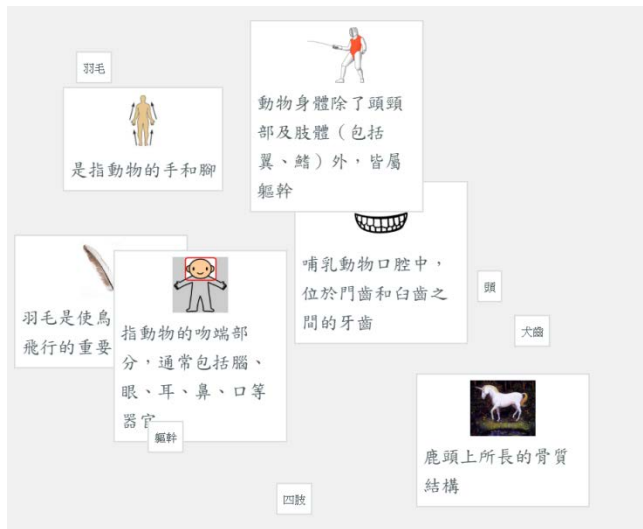 羽毛
動物身體除了頭頸
部及肢體（包括
翼、鰭）外，皆屬
軀幹
是指動物的手和腳
哺乳動物口腔中，
位於門齒和臼齒之
間的牙齒
頭
羽毛是使鳥
飛行的重要
指動物的吻端部
分，通常包括腦、
眼、耳、鼻、口等
器官
犬齒
軀幹
鹿頭上所長的骨質
結構
四肢